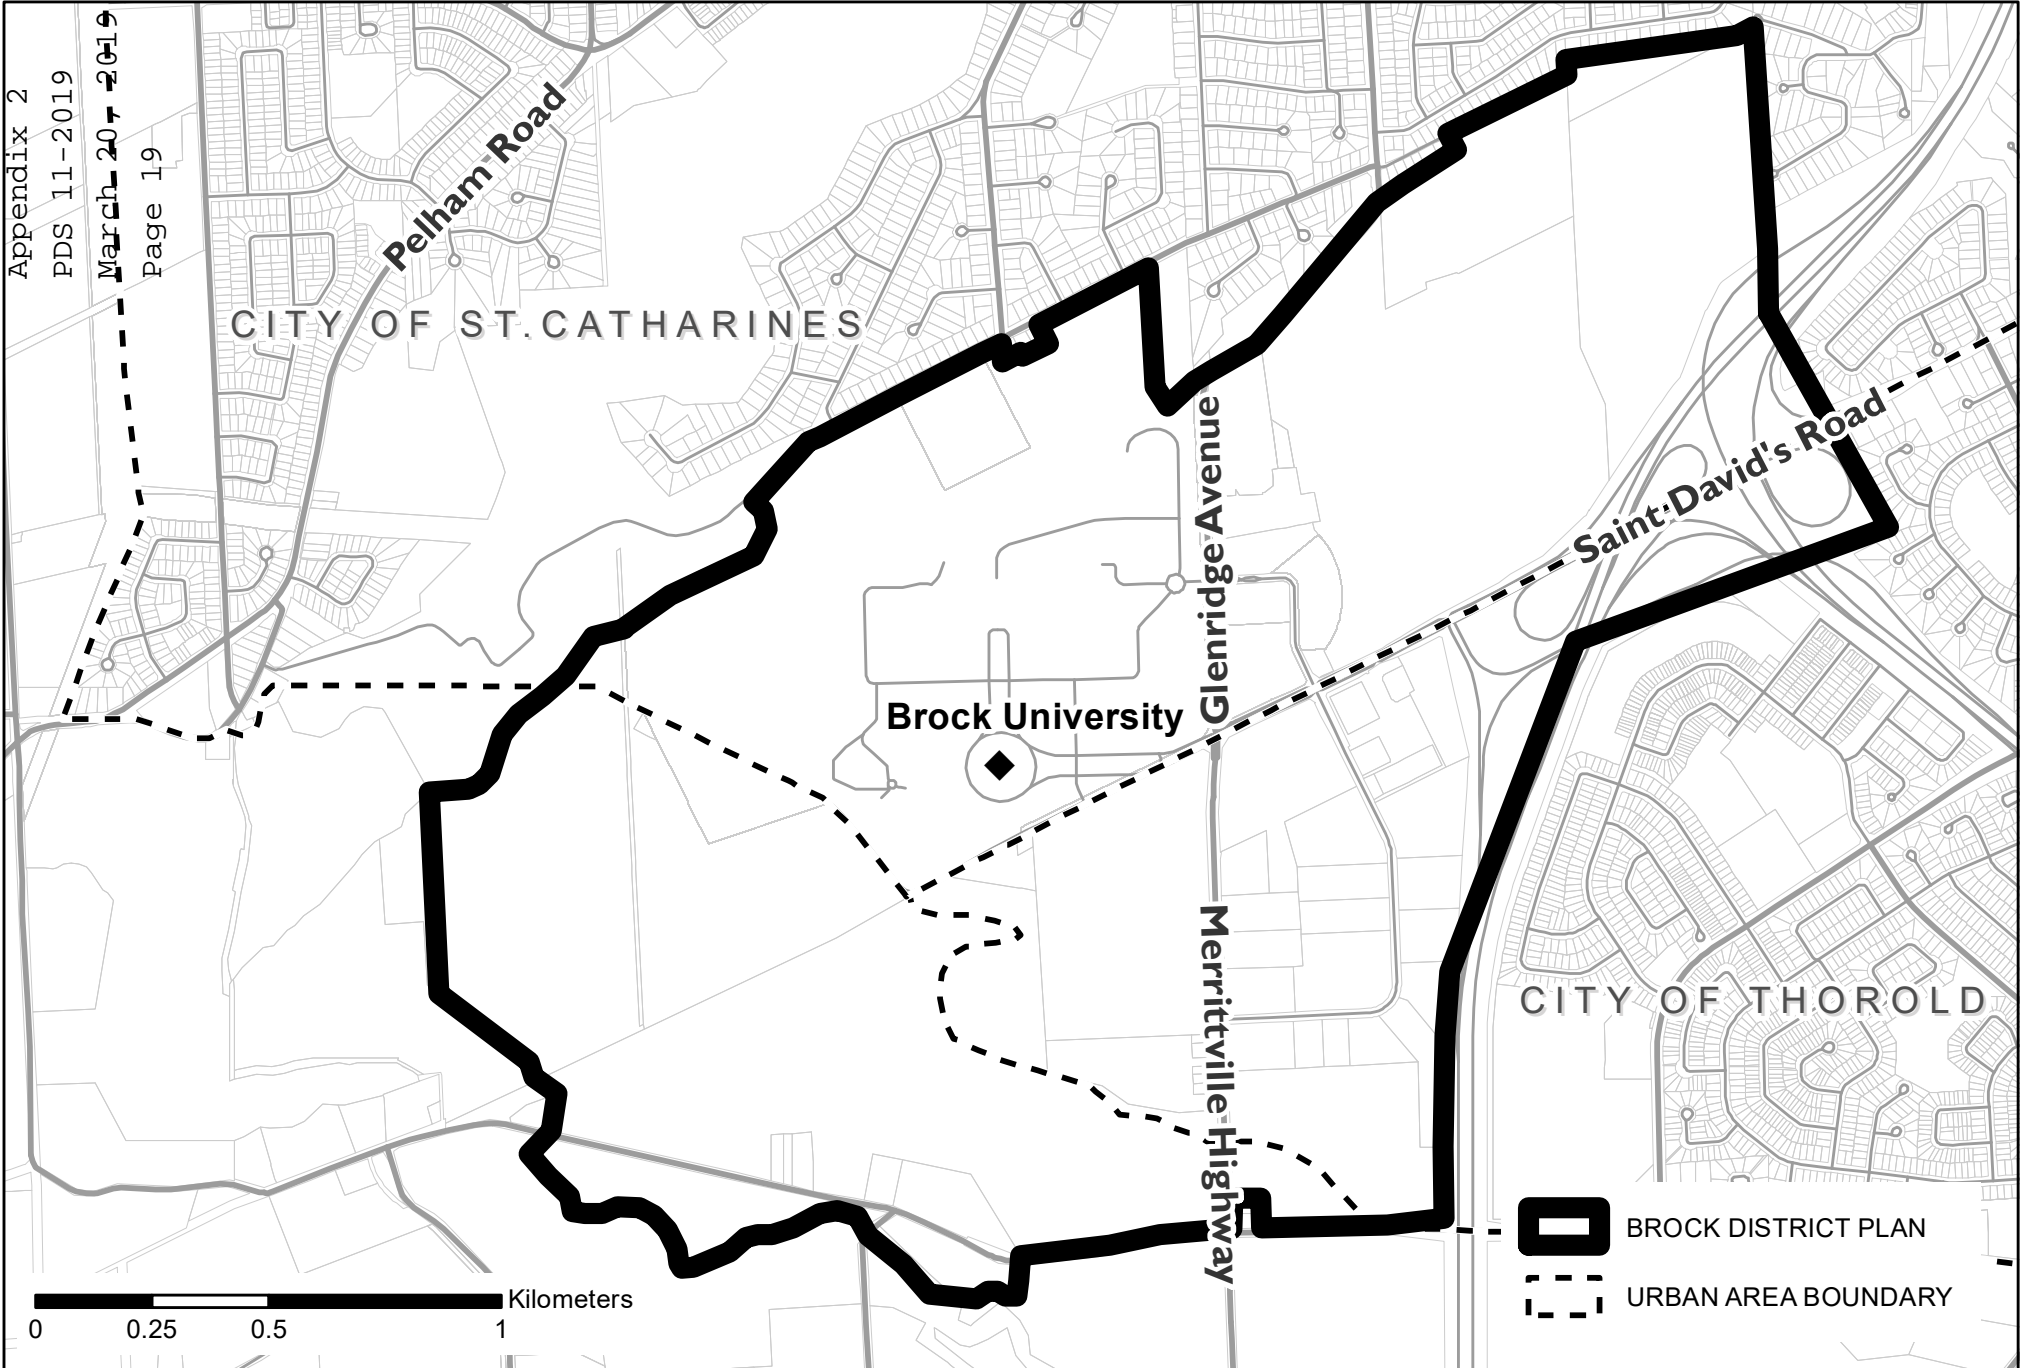 Appendix 2
PDS 11-2019
March 20, 2019
Page 19
Pelham Road
CITY OF ST.CATHARINES
Glenridge Avenue
Saint David's Road
Brock University
Merrittville Highway
CITY OF THOROLD
BROCK DISTRICT PLAN
URBAN AREA BOUNDARY
Kilometers
0 0.25 0.5 1